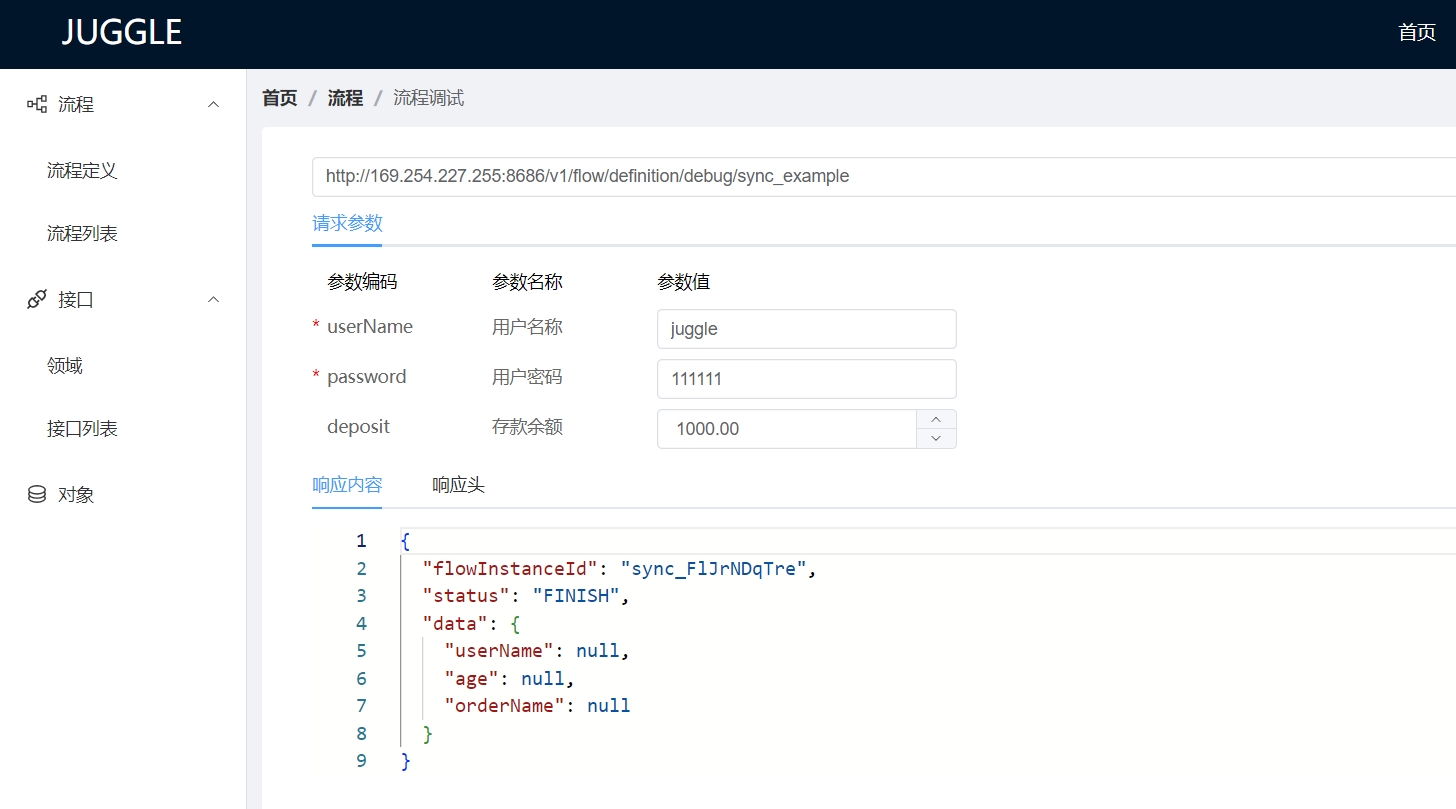 JUGGLE
首页
流程
流程定义
流程列表
接口
领域
接口列表
对象
首页 / 流程 / 流程调试
http://169.254.227.255:8686/v1/flow/definition/debug/sync_example
请求参数
参数编码 参数名称 参数值
* userName 用户名称 juggle
* password 用户密码 111111
deposit 存款余额 1000.00
响应内容 响应头
1 {
2 "flowInstanceId": "sync_FlJrNDqTre",
3 "status": "FINISH",
4 "data": {
5 "userName": null,
6 "age": null,
7 "orderName": null
8 }
9 }